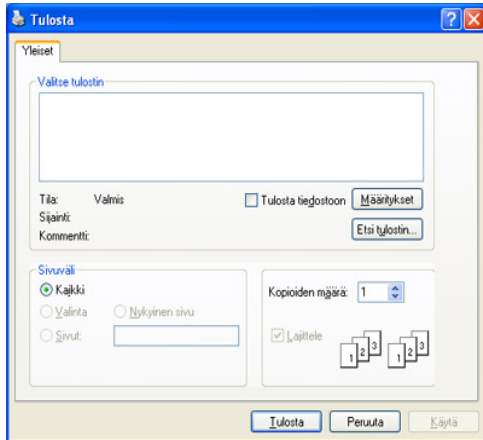 Tulosta
Yleiset
Valitse tulostin
Tila: Valmis
Tulosta tiedostoon Määritykset
Sijainti:
Kommentti:
Etsi tulostin...
Sivuväli
Kaikki
Valinta Nykyinen sivu
Sivut:
Kopioiden määrä: 1
Lajittele
1 2 3 1 2 3
Tulosta Peruuta Käytä